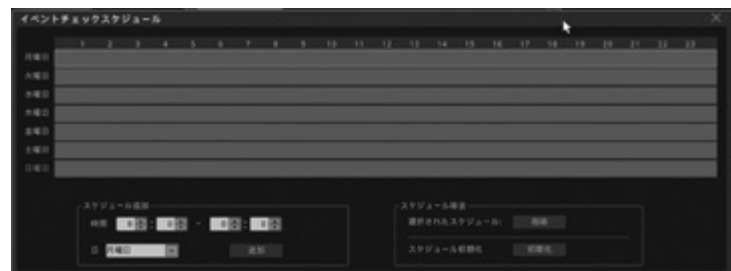 イベントチェックスケジュール
1 2 3 4 5 6 7 8 9 10 11 12 13 14 15 16 17 18 19 20 21 22 23
月曜日
火曜日
水曜日
木曜日
金曜日
土曜日
日曜日
スケジュール追加
時間 0 : 0 ~ 0 : 0
日 月曜日
追加
スケジュール除去
選択されたスケジュール: 削除
スケジュール初期化 初期化